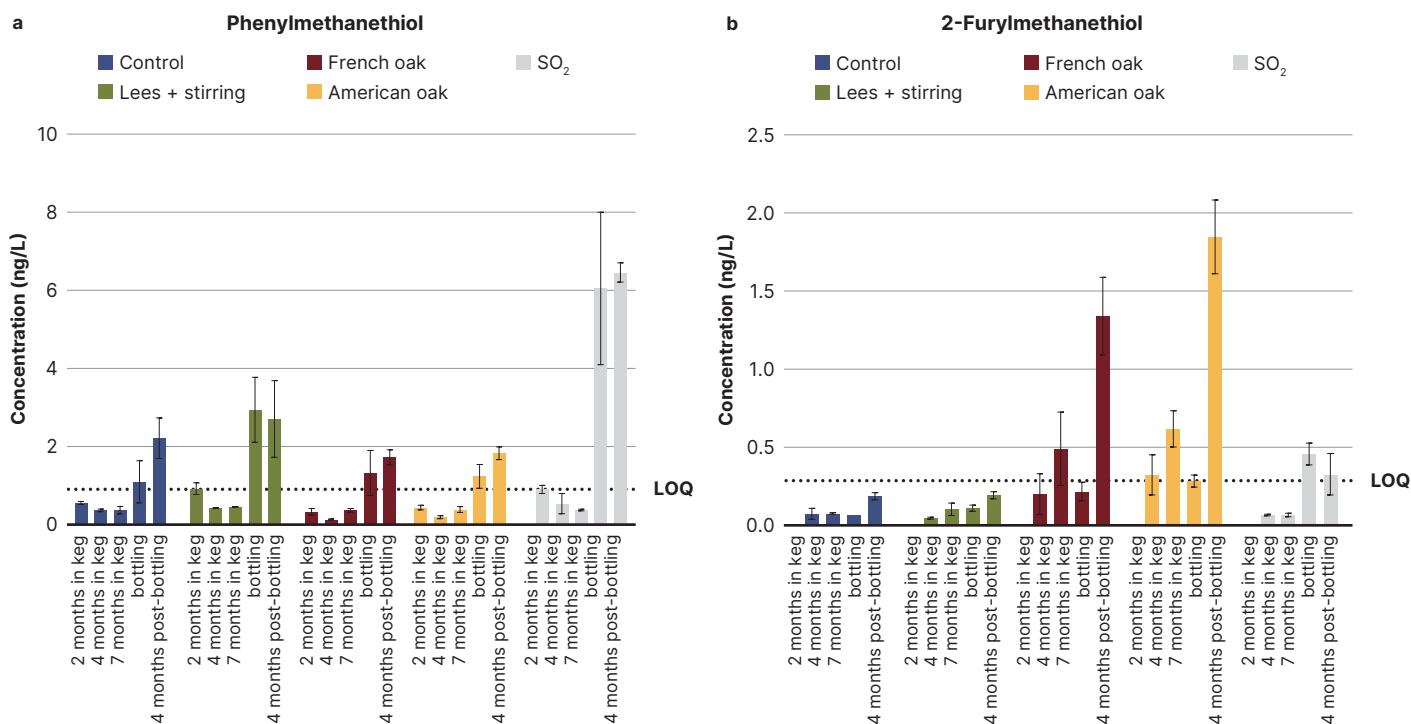 a
Phenylmethanethiol
Control
French oak
SO2
Lees + stirring
American oak
Concentration (ng/L)
10
8
6
4
2
0
LOQ
2 months in keg
4 months in keg
7 months in keg
bottling
4 months post-bottling
2 months in keg
4 months in keg
7 months in keg
bottling
4 months post-bottling
2 months in keg
4 months in keg
7 months in keg
bottling
4 months post-bottling
2 months in keg
4 months in keg
7 months in keg
bottling
4 months post-bottling
2 months in keg
4 months in keg
7 months in keg
bottling
4 months post-bottling
b
2-Furylmethanethiol
Control
French oak
SO2
Lees + stirring
American oak
Concentration (ng/L)
2.5
2.0
1.5
1.0
0.5
0.0
LOQ
2 months in keg
4 months in keg
7 months in keg
bottling
4 months post-bottling
2 months in keg
4 months in keg
7 months in keg
bottling
4 months post-bottling
2 months in keg
4 months in keg
7 months in keg
bottling
4 months post-bottling
2 months in keg
4 months in keg
7 months in keg
bottling
4 months post-bottling
2 months in keg
4 months in keg
7 months in keg
bottling
4 months post-bottling